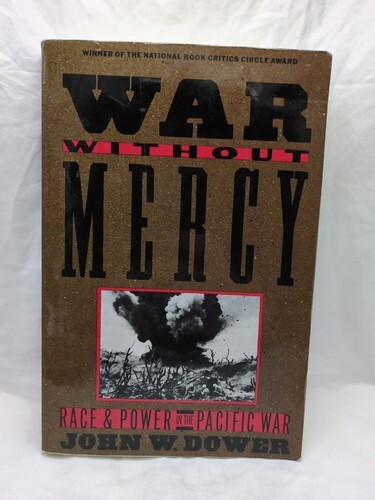 WINNER OF THE NATIONAL BOOK CRITICS CIRCLE AWARD
WAR
WITHOUT
MERCY
RACE & POWER IN THE PACIFIC WAR
JOHN W. DOWER